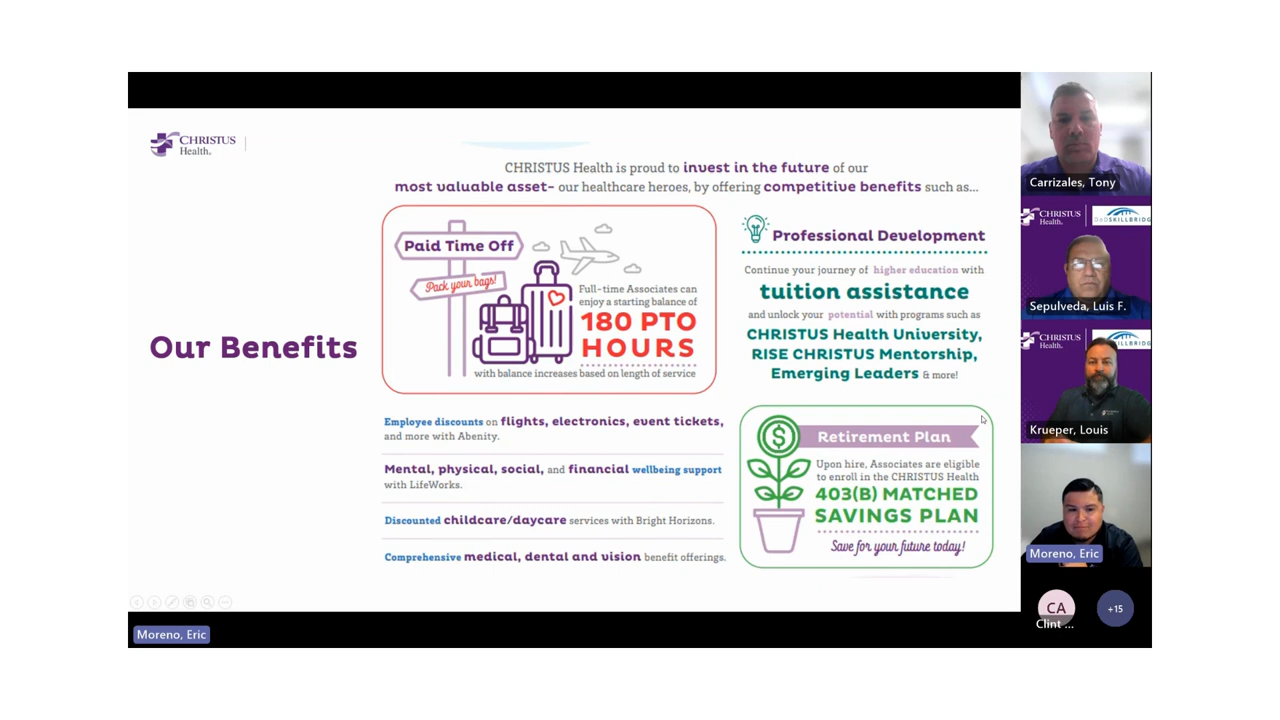 CHRISTUS
Health.
CHRISTUS Health is proud to invest in the future of our
most valuable asset- our healthcare heroes, by offering competitive benefits such as...
Our Benefits
Paid Time Off
Pack your bags!
Full-time Associates can
enjoy a starting balance of
180 PTO
HOURS
with balance increases based on length of service
Professional Development
Continue your journey of higher education with
tuition assistance
and unlock your potential with programs such as
CHRISTUS Health University,
RISE CHRISTUS Mentorship,
Emerging Leaders & more!
Employee discounts on flights, electronics, event tickets,
and more with Abenity.
Mental, physical, social, and financial wellbeing support
with LifeWorks.
Discounted childcare/daycare services with Bright Horizons.
Comprehensive medical, dental and vision benefit offerings.
$
Retirement Plan
Upon hire, Associates are eligible
to enroll in the CHRISTUS Health
403(B) MATCHED
SAVINGS PLAN
Save for your future today!
Moreno, Eric
Carrizales, Tony
CHRISTUS
Health.
DoDSKILLBRIDG
Sepulveda, Luis F.
CHRISTUS
Health.
ILLBRIDG
Krueper, Louis
Moreno, Eric
CA
Clint ...
+15